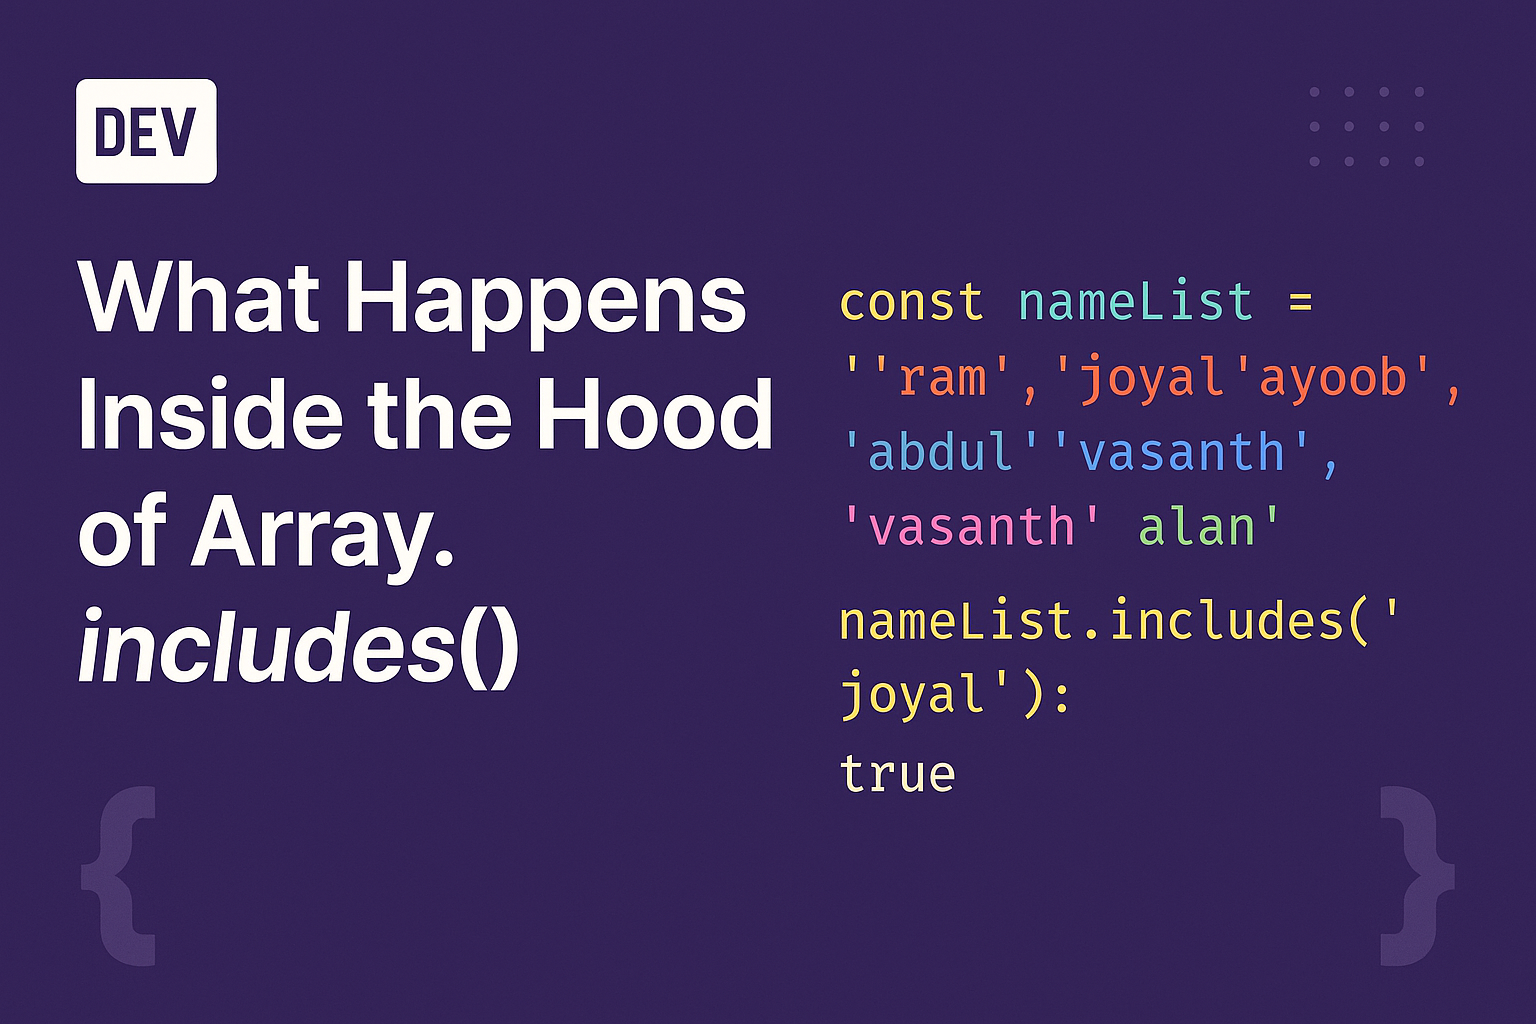 DEV
What Happens
Inside the Hood
of Array.
includes()
const nameList =
''ram','joyal'ayoob',
'abdul''vasanth',
'vasanth' alan'
nameList.includes('
joyal'):
true
{
}